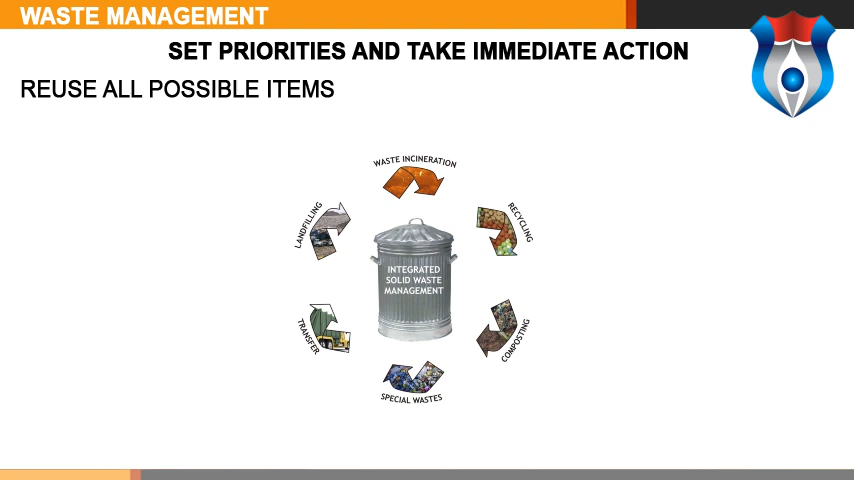 WASTE MANAGEMENT
SET PRIORITIES AND TAKE IMMEDIATE ACTION
REUSE ALL POSSIBLE ITEMS
WASTE INCINERATION
RECYCLING
COMPOSTING
SPECIAL WASTES
TRANSFER
LANDFILLING
INTEGRATED
SOLID WASTE
MANAGEMENT